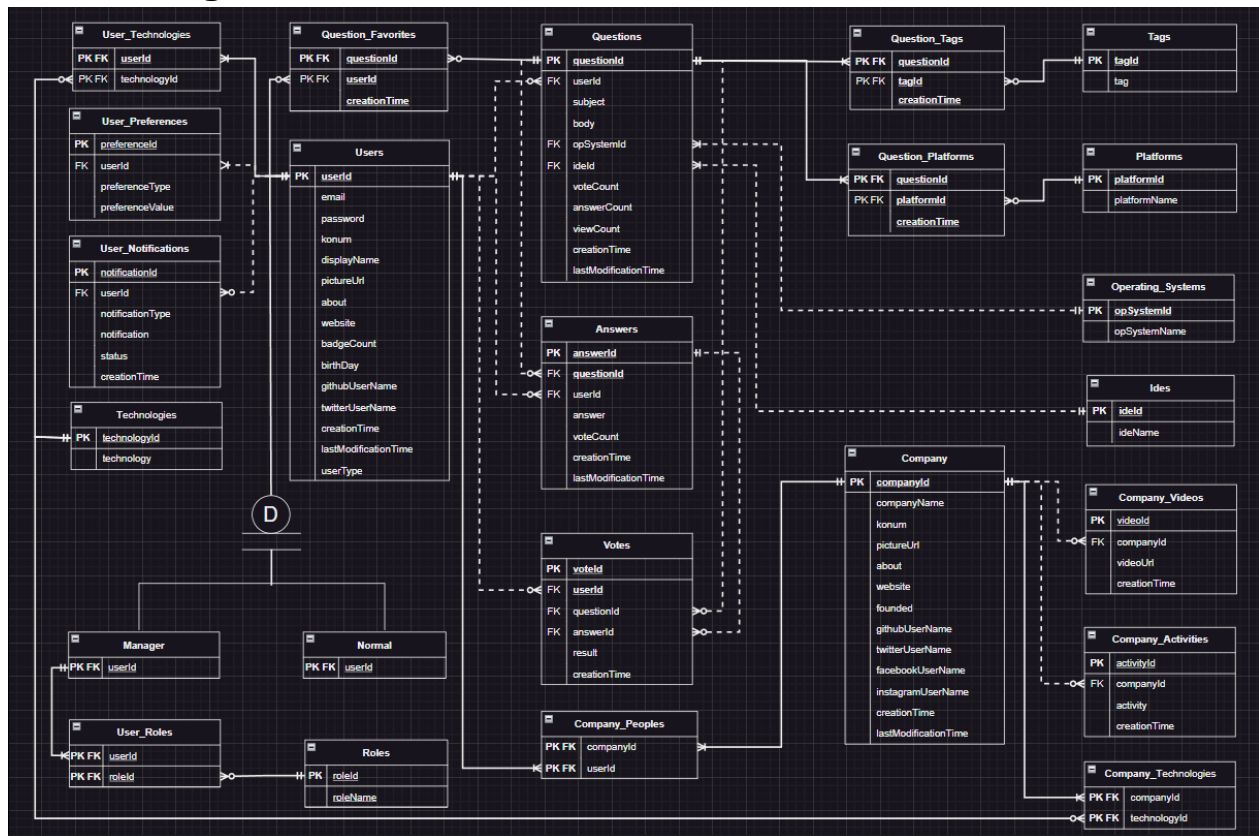 User_Technologies
PK FK userId
PK FK technologyId
User_Preferences
PK preferenceId
FK userId
preferenceType
preferenceValue
User_Notifications
PK notificationId
FK userId
notificationType
notification
status
creationTime
Technologies
PK technologyId
technology
Question_Favorites
PK FK questionId
PK FK userId
creationTime
Users
PK userId
email
password
konum
displayName
pictureUrl
about
website
badgeCount
birthDay
githubUserName
twitterUserName
creationTime
lastModificationTime
userType
D
Manager
PK FK userId
Normal
PK FK userId
User_Roles
PK FK userId
PK FK roleId
Roles
PK roleId
roleName
Questions
PK questionId
FK userId
subject
body
FK opSystemId
FK ideId
voteCount
answerCount
viewCount
creationTime
lastModificationTime
Answers
PK answerId
FK questionId
FK userId
answer
voteCount
creationTime
lastModificationTime
Votes
PK voteId
FK userId
FK questionId
FK answerId
result
creationTime
Company_Peoples
PK FK companyId
PK FK userId
Question_Tags
PK FK questionId
PK FK tagId
creationTime
Tags
PK tagId
tag
Question_Platforms
PK FK questionId
PK FK platformId
creationTime
Platforms
PK platformId
platformName
Operating_Systems
PK opSystemId
opSystemName
Ides
PK ideId
ideName
Company
PK companyId
companyName
konum
pictureUrl
about
website
founded
githubUserName
twitterUserName
facebookUserName
instagramUserName
creationTime
lastModificationTime
Company_Videos
PK videoId
FK companyId
videoUrl
creationTime
Company_Activities
PK activityId
FK companyId
activity
creationTime
Company_Technologies
PK FK companyId
PK FK technologyId